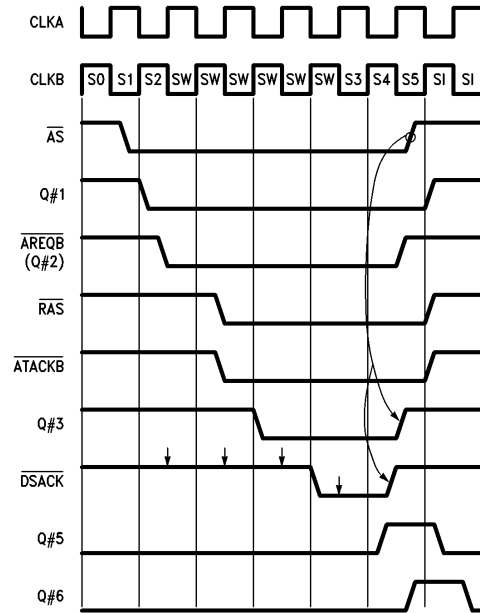 CLKA
CLKB S0 S1 S2 SW SW SW SW SW SW S3 S4 S5 SI SI
AS
Q#1
AREQB
(Q#2)
RAS
ATACKB
Q#3
DSACK
Q#5
Q#6